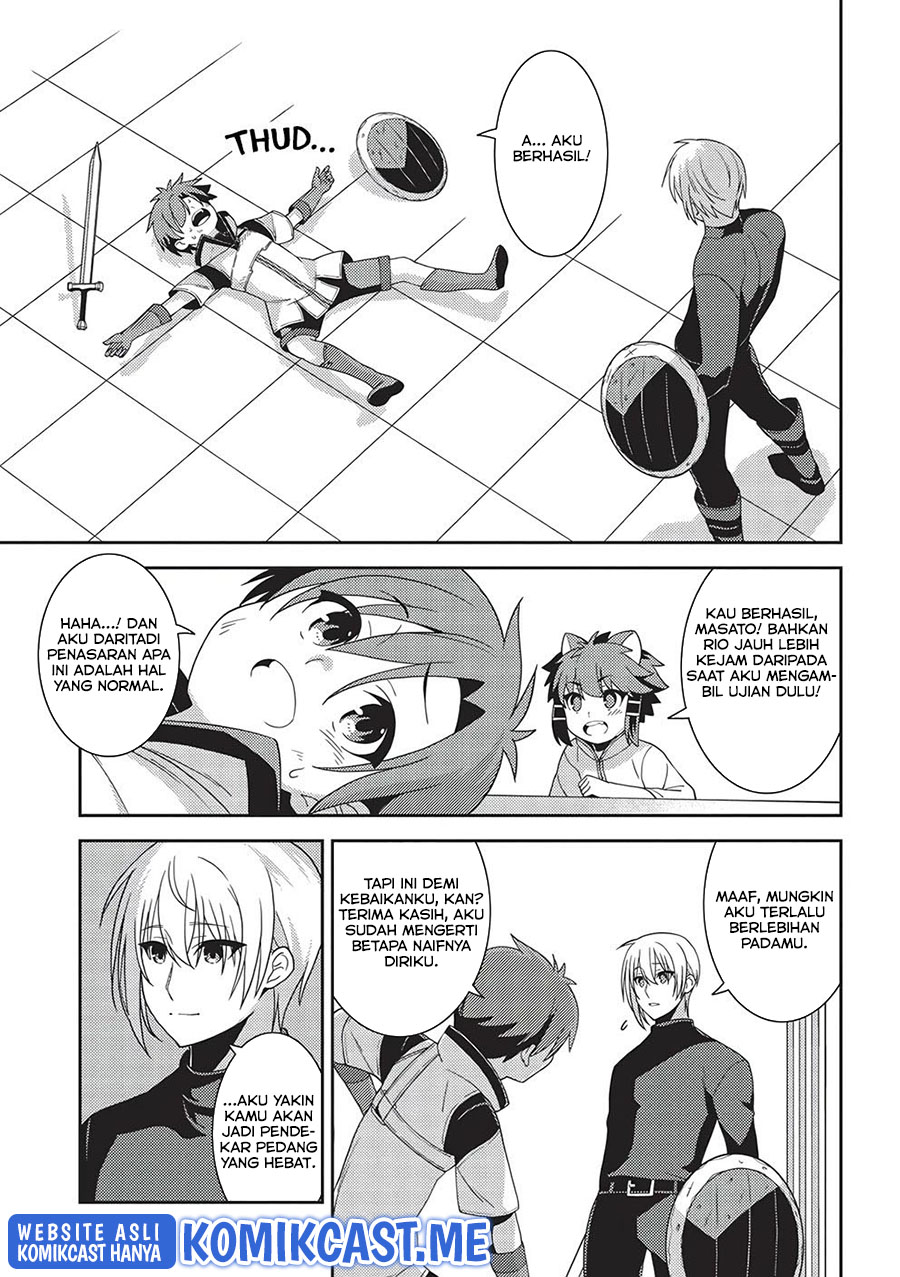 A... AKU
BERHASIL!
THUD...
KAU BERHASIL,
MASATO! BAHKAN
RIO JAUH LEBIH
KEJAM DARIPADA
SAAT AKU MENGAM-
BIL UJIAN DULU!
HAHA...! DAN
AKU DARITADI
PENASARAN APA
INI ADALAH HAL
YANG NORMAL.
MAAF, MUNGKIN
AKU TERLALU
BERLEBIHAN
PADAMU.
TAPI INI DEMI
KEBAIKANKU, KAN?
TERIMA KASIH, AKU
SUDAH MENGERTI
BETAPA NAIFNYA
DIRIKU.
...AKU YAKIN
KAMU AKAN
JADI PENDE-
KAR PEDANG
YANG HEBAT.
WEBSITE ASLI
KOMIKCAST HANYA
KOMIKCAST.ME